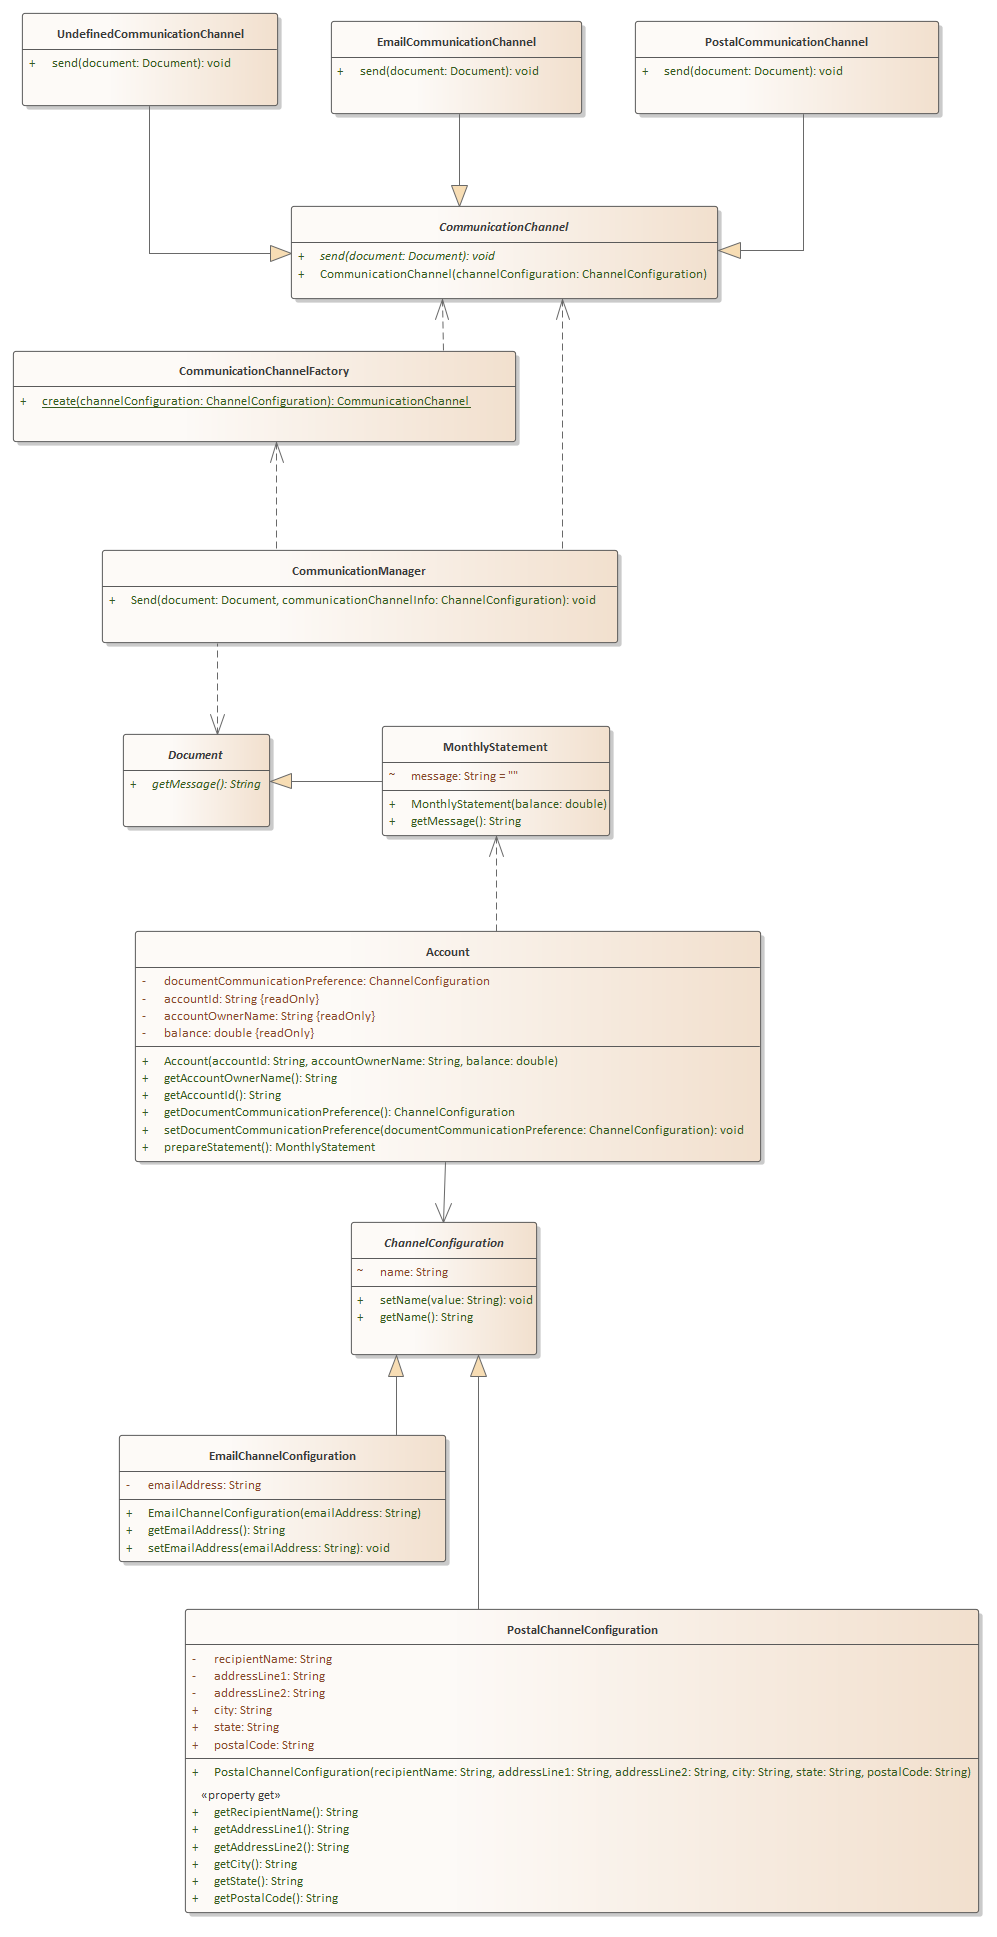 UndefinedCommunicationChannel
+ send(document: Document): void
EmailCommunicationChannel
+ send(document: Document): void
PostalCommunicationChannel
+ send(document: Document): void
CommunicationChannel
+ send(document: Document): void
+ CommunicationChannel(channelConfiguration: ChannelConfiguration)
CommunicationChannelFactory
+ create(channelConfiguration: ChannelConfiguration): CommunicationChannel
CommunicationManager
+ Send(document: Document, communicationChannelInfo: ChannelConfiguration): void
Document
+ getMessage(): String
MonthlyStatement
~ message: String = ""
+ MonthlyStatement(balance: double)
+ getMessage(): String
Account
- documentCommunicationPreference: ChannelConfiguration
- accountId: String {readOnly}
- accountOwnerName: String {readOnly}
- balance: double {readOnly}
+ Account(accountId: String, accountOwnerName: String, balance: double)
+ getAccountOwnerName(): String
+ getAccountId(): String
+ getDocumentCommunicationPreference(): ChannelConfiguration
+ setDocumentCommunicationPreference(documentCommunicationPreference: ChannelConfiguration): void
+ prepareStatement(): MonthlyStatement
ChannelConfiguration
~ name: String
+ setName(value: String): void
+ getName(): String
EmailChannelConfiguration
- emailAddress: String
+ EmailChannelConfiguration(emailAddress: String)
+ getEmailAddress(): String
+ setEmailAddress(emailAddress: String): void
PostalChannelConfiguration
- recipientName: String
- addressLine1: String
- addressLine2: String
+ city: String
+ state: String
+ postalCode: String
+ PostalChannelConfiguration(recipientName: String, addressLine1: String, addressLine2: String, city: String, state: String, postalCode: String)
«property get»
+ getRecipientName(): String
+ getAddressLine1(): String
+ getAddressLine2(): String
+ getCity(): String
+ getState(): String
+ getPostalCode(): String